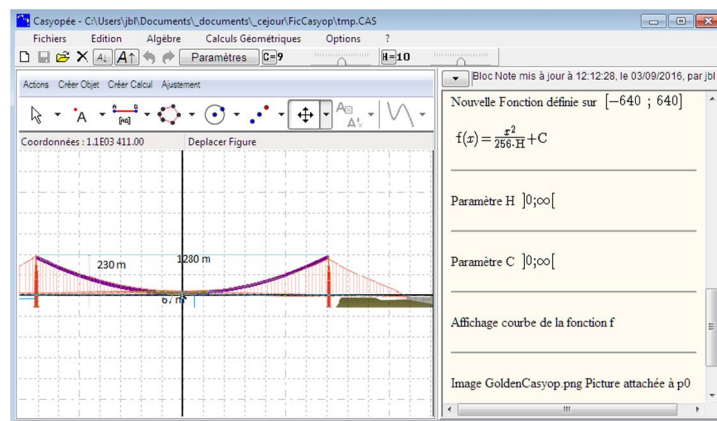 Casyopée - C:\Users\jbl\Documents\_documents\_cejour\FicCasyop\tmp.CAS
Fichiers Edition Algèbre Calculs Géométriques Options ?
A↓ A↑ Paramètres C=9 H=10
Actions Créer Objet Créer Calcul Ajustement
Coordonnées : 1.1E03 411.00 Deplacer Figure
230 m 1280 m
67 m
Bloc Note mis à jour à 12:12:28, le 03/09/2016, par jbl
Nouvelle Fonction définie sur [−640 ; 640]
f(x)=x²/256·H+C
Paramètre H ]0;∞[
Paramètre C ]0;∞[
Affichage courbe de la fonction f
Image GoldenCasyop.png Picture attachée à p0